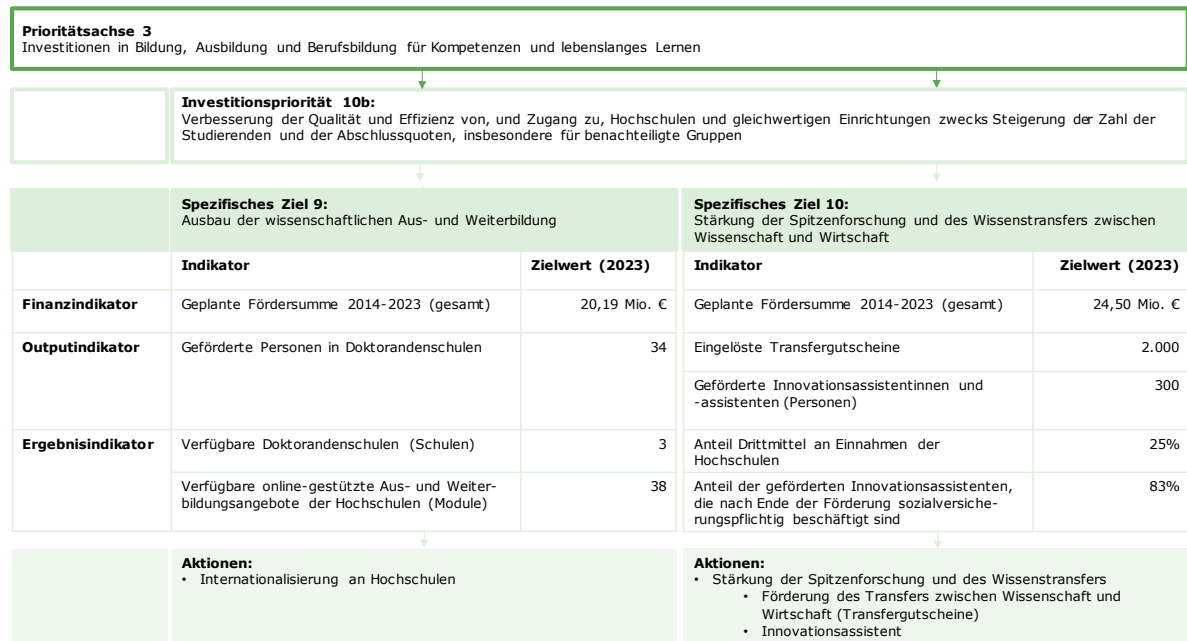 Prioritätsachse 3
Investitionen in Bildung, Ausbildung und Berufsbildung für Kompetenzen und lebenslanges Lernen
Investitionspriorität 10b:
Verbesserung der Qualität und Effizienz von, und Zugang zu, Hochschulen und gleichwertigen Einrichtungen zwecks Steigerung der Zahl der
Studierenden und der Abschlussquoten, insbesondere für benachteiligte Gruppen
Spezifisches Ziel 9:
Ausbau der wissenschaftlichen Aus- und Weiterbildung
Spezifisches Ziel 10:
Stärkung der Spitzenforschung und des Wissenstransfers zwischen
Wissenschaft und Wirtschaft
Indikator
Zielwert (2023)
Indikator
Zielwert (2023)
Finanzindikator
Geplante Fördersumme 2014-2023 (gesamt)
20,19 Mio. €
Geplante Fördersumme 2014-2023 (gesamt)
24,50 Mio. €
Outputindikator
Geförderte Personen in Doktorandenschulen
34
Eingelöste Transfergutscheine
2.000
Geförderte Innovationsassistentinnen und
-assistenten (Personen)
300
Ergebnisindikator
Verfügbare Doktorandenschulen (Schulen)
3
Anteil Drittmittel an Einnahmen der
Hochschulen
25%
Verfügbare online-gestützte Aus- und Weiter-
bildungsangebote der Hochschulen (Module)
38
Anteil der geförderten Innovationsassistenten,
die nach Ende der Förderung sozialversiche-
rungspflichtig beschäftigt sind
83%
Aktionen:
• Internationalisierung an Hochschulen
Aktionen:
• Stärkung der Spitzenforschung und des Wissenstransfers
• Förderung des Transfers zwischen Wissenschaft und
Wirtschaft (Transfergutscheine)
• Innovationsassistent